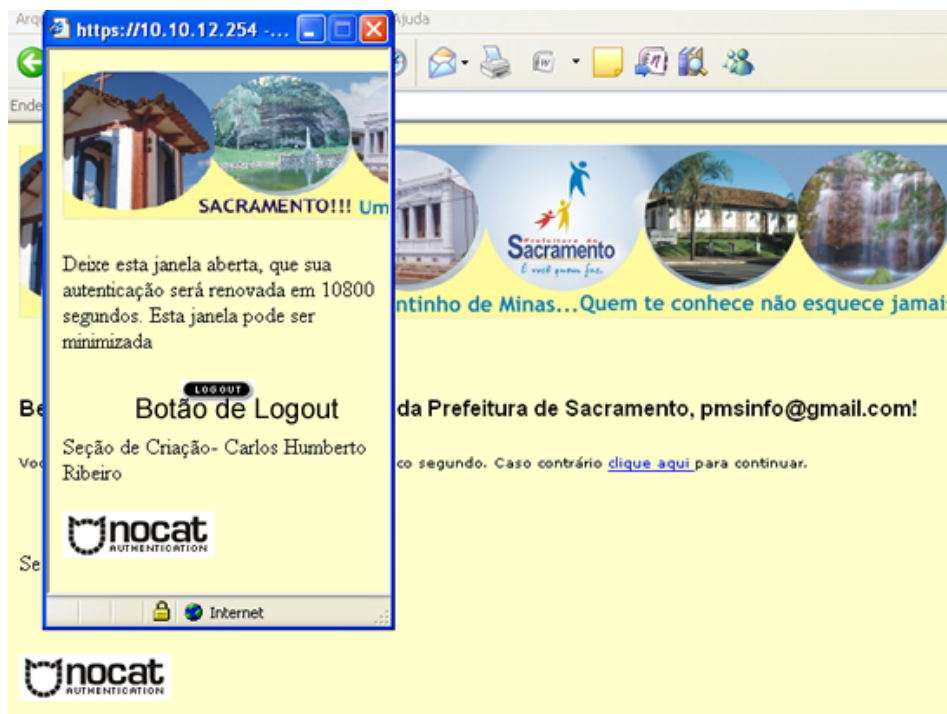 Ajuda
https://10.10.12.254 -...
Ende
SACRAMENTO!!! Um
Prefeitura de
Sacramento
É você quem faz.
ntinho de Minas...Quem te conhece não esquece jamai
Deixe esta janela aberta, que sua
autenticação será renovada em 10800
segundos. Esta janela pode ser
minimizada
LOGOUT
Botão de Logout
Seção de Criação- Carlos Humberto
Ribeiro
nocat
AUTHENTICATION
Internet
Be
da Prefeitura de Sacramento, pmsinfo@gmail.com!
Voc
co segundo. Caso contrário clique aqui para continuar.
Se
nocat
AUTHENTICATION